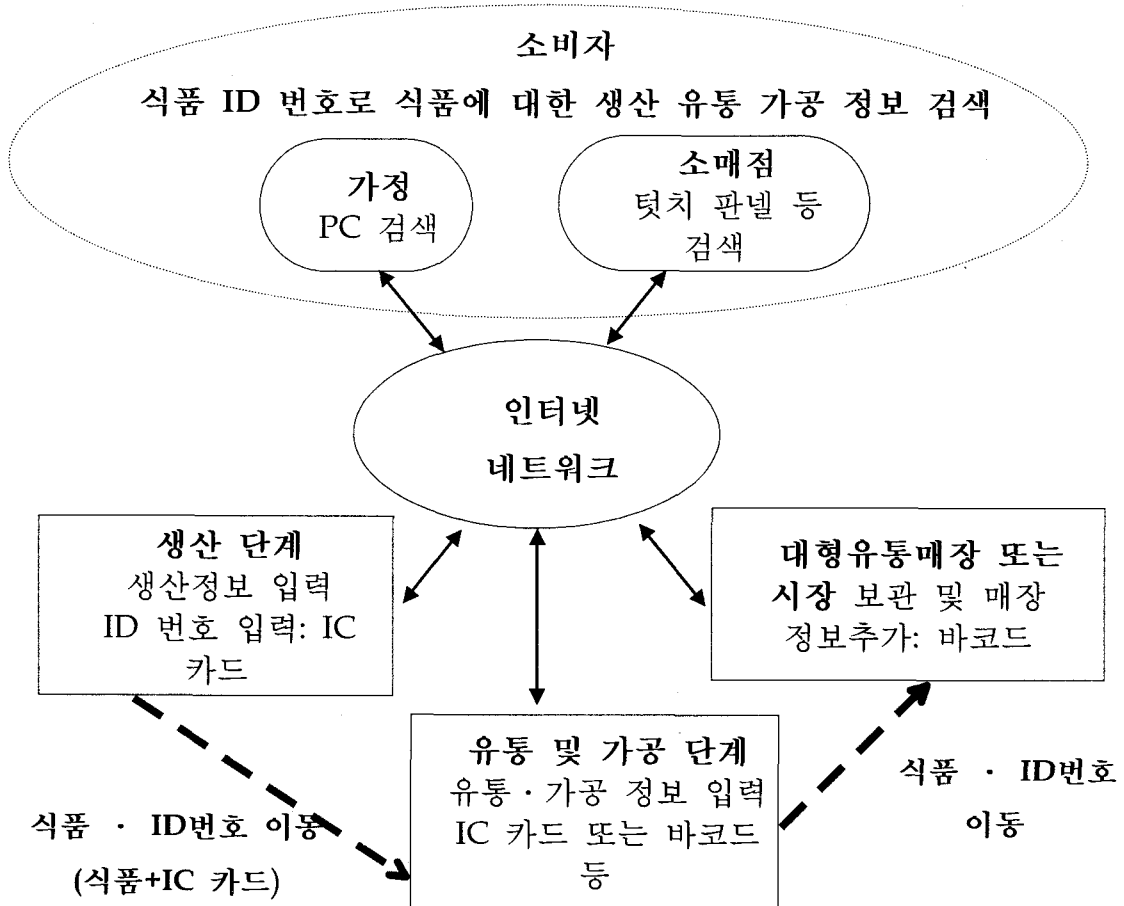 소비자
식품 ID 번호로 식품에 대한 생산 유통 가공 정보 검색
가정
PC 검색
소매점
텃치 판넬 등
검색
인터넷
네트워크
생산 단계
생산정보 입력
ID 번호 입력: IC
카드
대형유통매장 또는
시장 보관 및 매장
정보추가: 바코드
유통 및 가공 단계
유통·가공 정보 입력
IC 카드 또는 바코드
등
식품 · ID번호 이동
(식품+IC 카드)
식품 · ID번호
이동